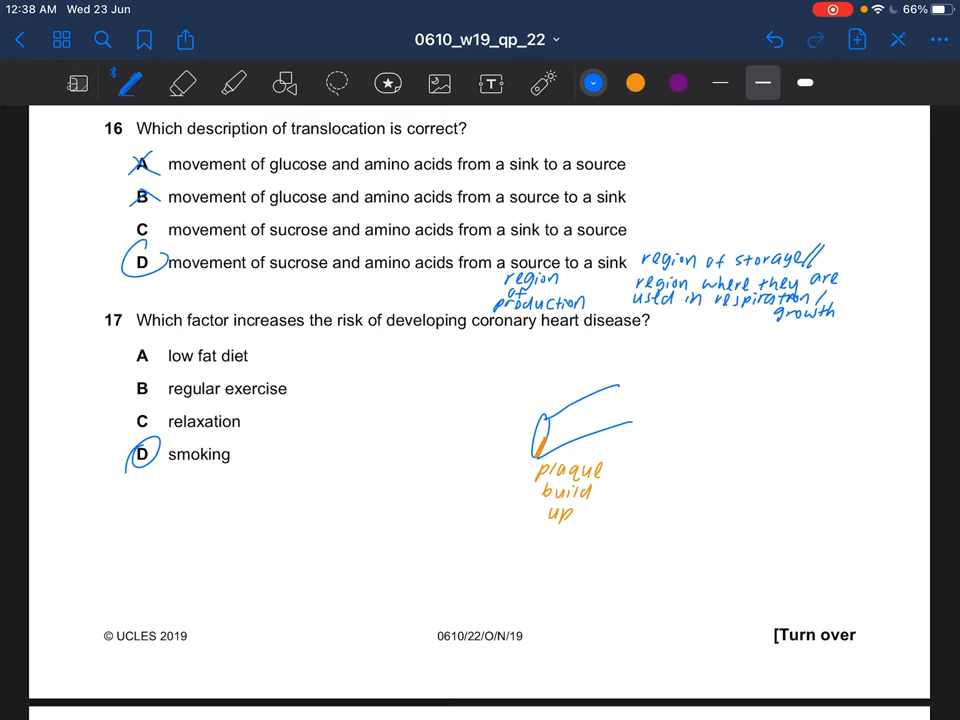 12:38 AM Wed 23 Jun
66%
0610_w19_qp_22
T
16 Which description of translocation is correct?
A movement of glucose and amino acids from a sink to a source
B movement of glucose and amino acids from a source to a sink
C movement of sucrose and amino acids from a sink to a source
D movement of sucrose and amino acids from a source to a sink
region of storage//
region where they are
used in respiration/
growth
region
of
production
17 Which factor increases the risk of developing coronary heart disease?
A low fat diet
B regular exercise
C relaxation
D smoking
plaque
build
up
© UCLES 2019
0610/22/O/N/19
[Turn over